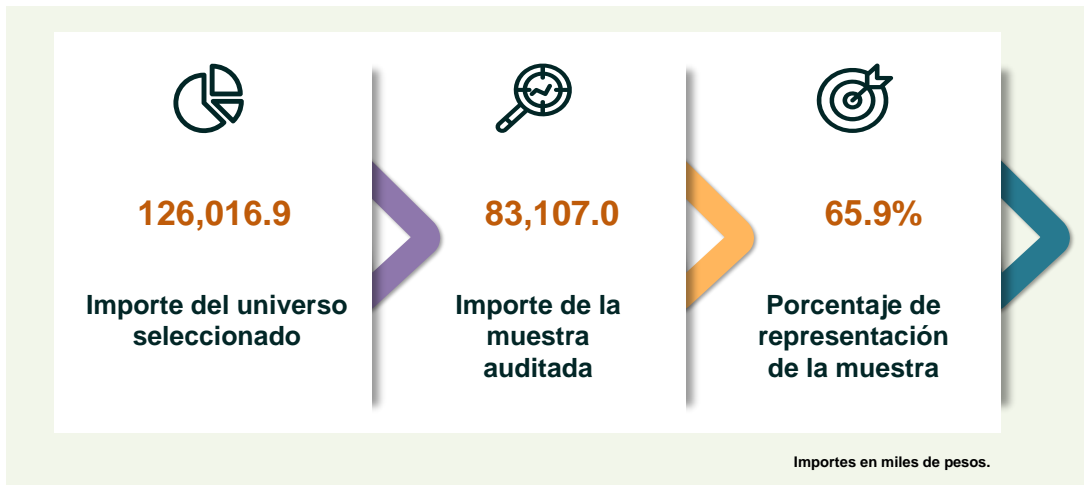 126,016.9
Importe del universo
seleccionado
83,107.0
Importe de la
muestra
auditada
65.9%
Porcentaje de
representación
de la muestra
Importes en miles de pesos.